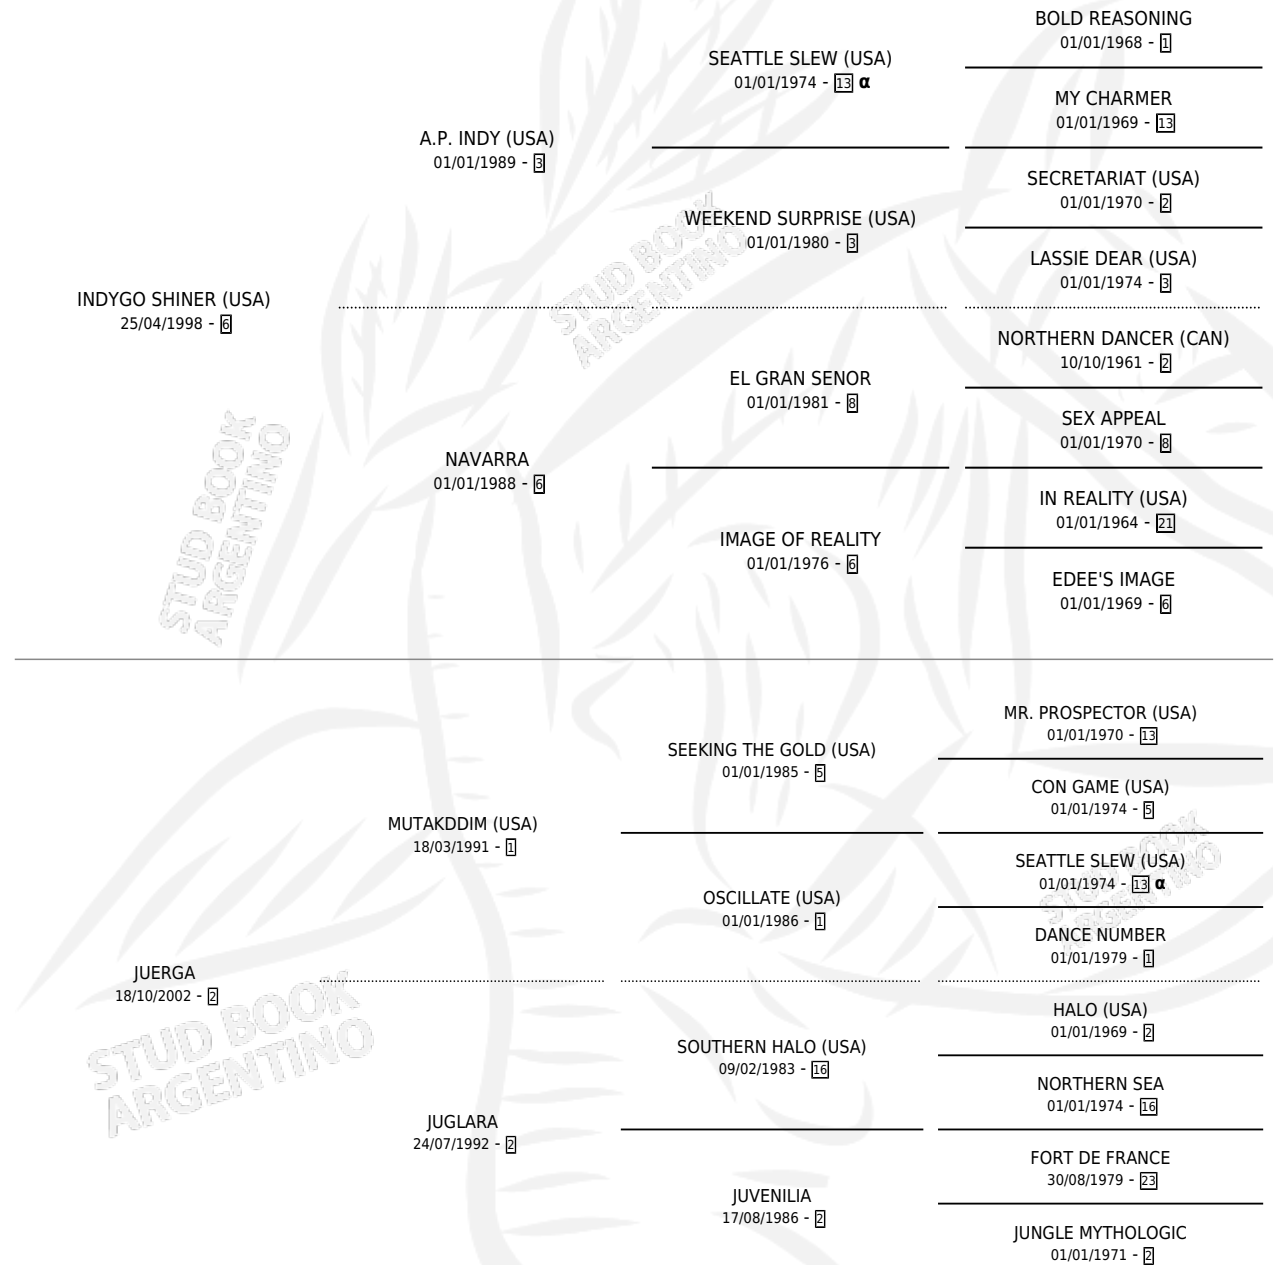 BOLD REASONING
01/01/1968 - 1
SEATTLE SLEW (USA)
01/01/1974 - 13 α
MY CHARMER
01/01/1969 - 13
A.P. INDY (USA)
01/01/1989 - 3
SECRETARIAT (USA)
01/01/1970 - 2
WEEKEND SURPRISE (USA)
01/01/1980 - 3
LASSIE DEAR (USA)
01/01/1974 - 3
INDYGO SHINER (USA)
25/04/1998 - 6
NORTHERN DANCER (CAN)
10/10/1961 - 2
EL GRAN SENOR
01/01/1981 - 8
SEX APPEAL
01/01/1970 - 8
NAVARRA
01/01/1988 - 6
IN REALITY (USA)
01/01/1964 - 21
IMAGE OF REALITY
01/01/1976 - 6
EDEE'S IMAGE
01/01/1969 - 6
MR. PROSPECTOR (USA)
01/01/1970 - 13
SEEKING THE GOLD (USA)
01/01/1985 - 5
CON GAME (USA)
01/01/1974 - 5
MUTAKDDIM (USA)
18/03/1991 - 1
SEATTLE SLEW (USA)
01/01/1974 - 13 α
OSCILLATE (USA)
01/01/1986 - 1
DANCE NUMBER
01/01/1979 - 1
JUERGA
18/10/2002 - 2
HALO (USA)
01/01/1969 - 2
SOUTHERN HALO (USA)
09/02/1983 - 16
NORTHERN SEA
01/01/1974 - 16
JUGLARA
24/07/1992 - 2
FORT DE FRANCE
30/08/1979 - 23
JUVENILIA
17/08/1986 - 2
JUNGLE MYTHOLOGIC
01/01/1971 - 2
STUD BOOK
ARGENTINO
STUD BOOK
ARGENTINO
STUD BOOK
ARGENTINO
STUD BOOK
ARGENTINO